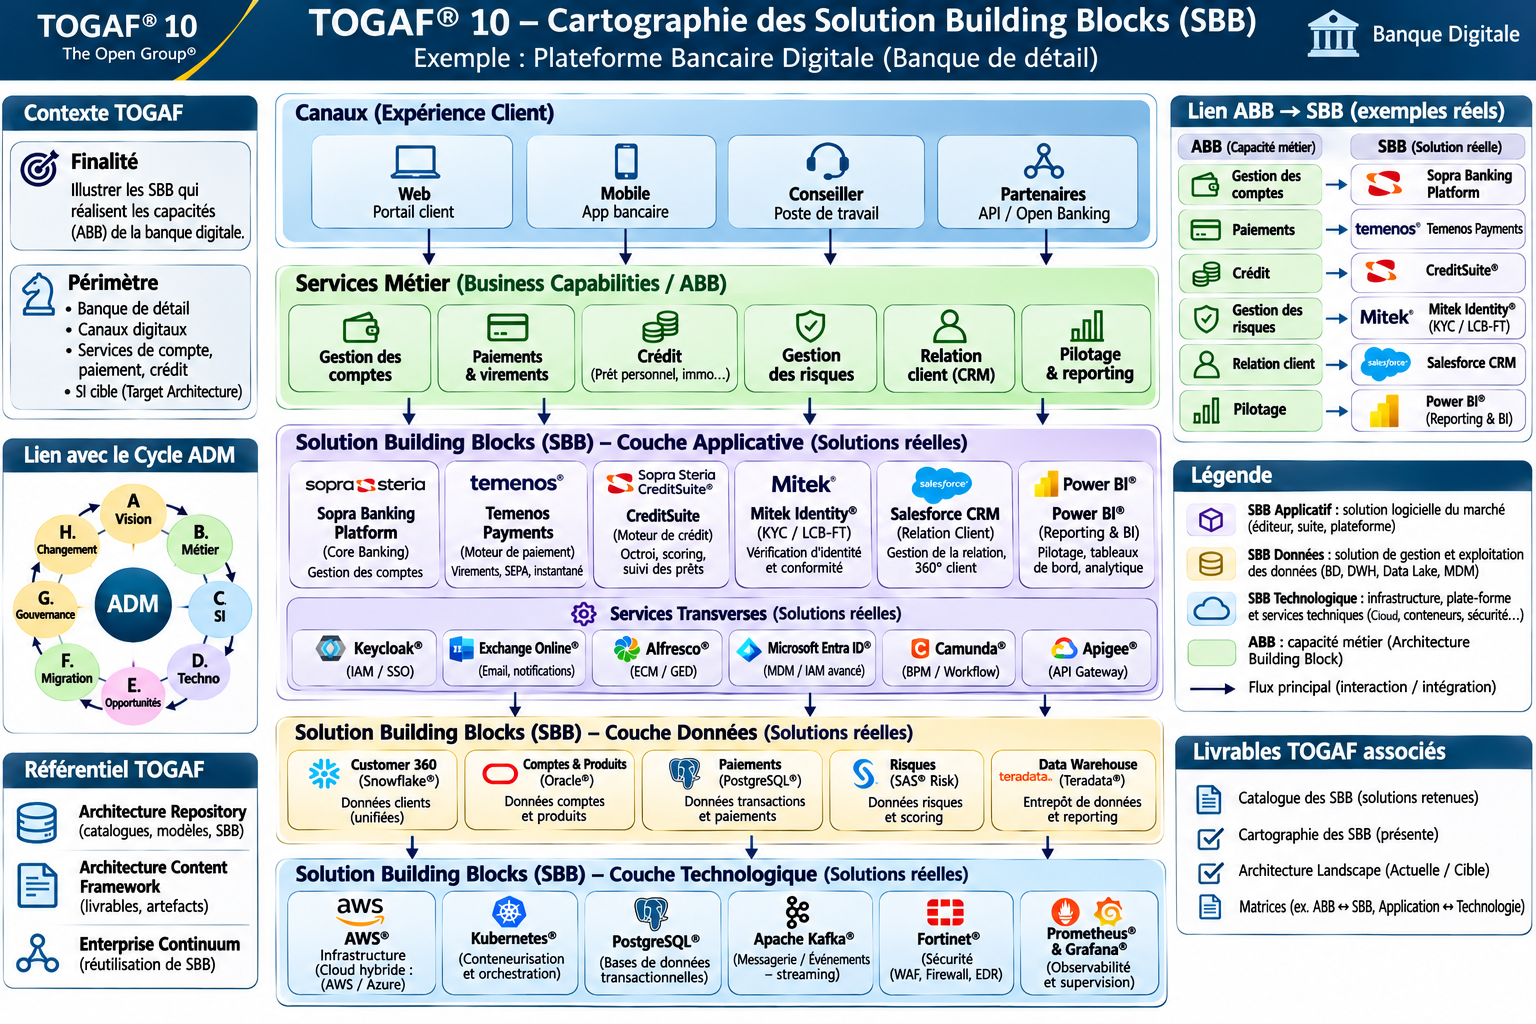 TOGAF® 10
The Open Group®
TOGAF® 10 – Cartographie des Solution Building Blocks (SBB)
Exemple : Plateforme Bancaire Digitale (Banque de détail)
Banque Digitale
Contexte TOGAF
Finalité
Illustrer les SBB qui
réalisent les capacités
(ABB) de la banque digitale.
Périmètre
• Banque de détail
• Canaux digitaux
• Services de compte,
paiement, crédit
• SI cible (Target Architecture)
Lien avec le Cycle ADM
A
Vision
B.
Métier
C.
SI
D.
Techno
E.
Opportunités
F.
Migration
G.
Gouvernance
H.
Changement
ADM
Référentiel TOGAF
Architecture Repository
(catalogues, modèles, SBB)
Architecture Content
Framework
(livrables, artefacts)
Enterprise Continuum
(réutilisation de SBB)
Canaux (Expérience Client)
Web
Portail client
Mobile
App bancaire
Conseiller
Poste de travail
Partenaires
API / Open Banking
Services Métier (Business Capabilities / ABB)
Gestion des
comptes
Paiements
& virements
Crédit
(Prét personnel, immo...)
Gestion
des risques
Relation
client (CRM)
Pilotage
& reporting
Solution Building Blocks (SBB) – Couche Applicative (Solutions réelles)
sopra steria
Sopra Banking
Platform
(Core Banking)
Gestion des comptes
temenos®
Temenos
Payments
(Moteur de paiement)
Virements, SEPA, instantané
Sopra Steria
CreditSuite®
CreditSuite
(Moteur de crédit)
Octroi, scoring,
suivi des prêts
Mitek®
Mitek Identity®
(KYC / LCB-FT)
Vérification d'identité
et conformité
salesforce
Salesforce CRM
(Relation Client)
Gestion de la relation,
360° client
Power BI®
Power BI®
(Reporting & BI)
Pilotage, tableaux
de bord, analytique
Services Transverses (Solutions réelles)
Keycloak®
(IAM / SSO)
Exchange Online®
(Email, notifications)
Alfresco®
(ECM / GED)
Microsoft Entra ID®
(MDM / IAM avancé)
Camunda®
(BPM / Workflow)
Apigee®
(API Gateway)
Solution Building Blocks (SBB) – Couche Données (Solutions réelles)
Customer 360
(Snowflake®)
Données clients
(unifiées)
Comptes & Produits
(Oracle®)
Données comptes
et produits
Paiements
(PostgreSQL®)
Données transactions
et paiements
Risques
(SAS® Risk)
Données risques
et scoring
teradata.
Data Warehouse
(Teradata®)
Entrepôt de données
et reporting
Solution Building Blocks (SBB) – Couche Technologique (Solutions réelles)
aws
AWS®
Infrastructure
(Cloud hybride :
(AWS / Azure)
Kubernetes®
(Conteneurisation
et orchestration)
PostgreSQL®
(Bases de données
transactionnelles)
Apache Kafka®
(Messagerie / Événements
– streaming)
Fortinet®
(Sécurité
(WAF, Firewall, EDR)
Prometheus®
& Grafana®
(Observabilité
et supervision)
Lien ABB → SBB (exemples réels)
ABB (Capacité métier)
SBB (Solution réelle)
Gestion des
comptes
Sopra Banking
Platform
Paiements
temenos® Temenos Payments
Crédit
CreditSuite®
Gestion des
risques
Mitek®
Mitek Identity®
(KYC / LCB-FT)
Relation client
salesforce
Salesforce CRM
Pilotage
Power BI®
(Reporting & BI)
Légende
SBB Applicatif : solution logicielle du marché
(éditeur, suite, plateforme)
SBB Données : solution de gestion et exploitation
des données (BD, DWH, Data Lake, MDM)
SBB Technologique : infrastructure, plate-forme
et services techniques (Cloud, conteneurs, sécurité...)
ABB : capacité métier (Architecture
Building Block)
Flux principal (interaction / intégration)
Livrables TOGAF associés
Catalogue des SBB (solutions retenues)
Cartographie des SBB (présente)
Architecture Landscape (Actuelle / Cible)
Matrices (ex. ABB ↔ SBB, Application ↔ Technologie)